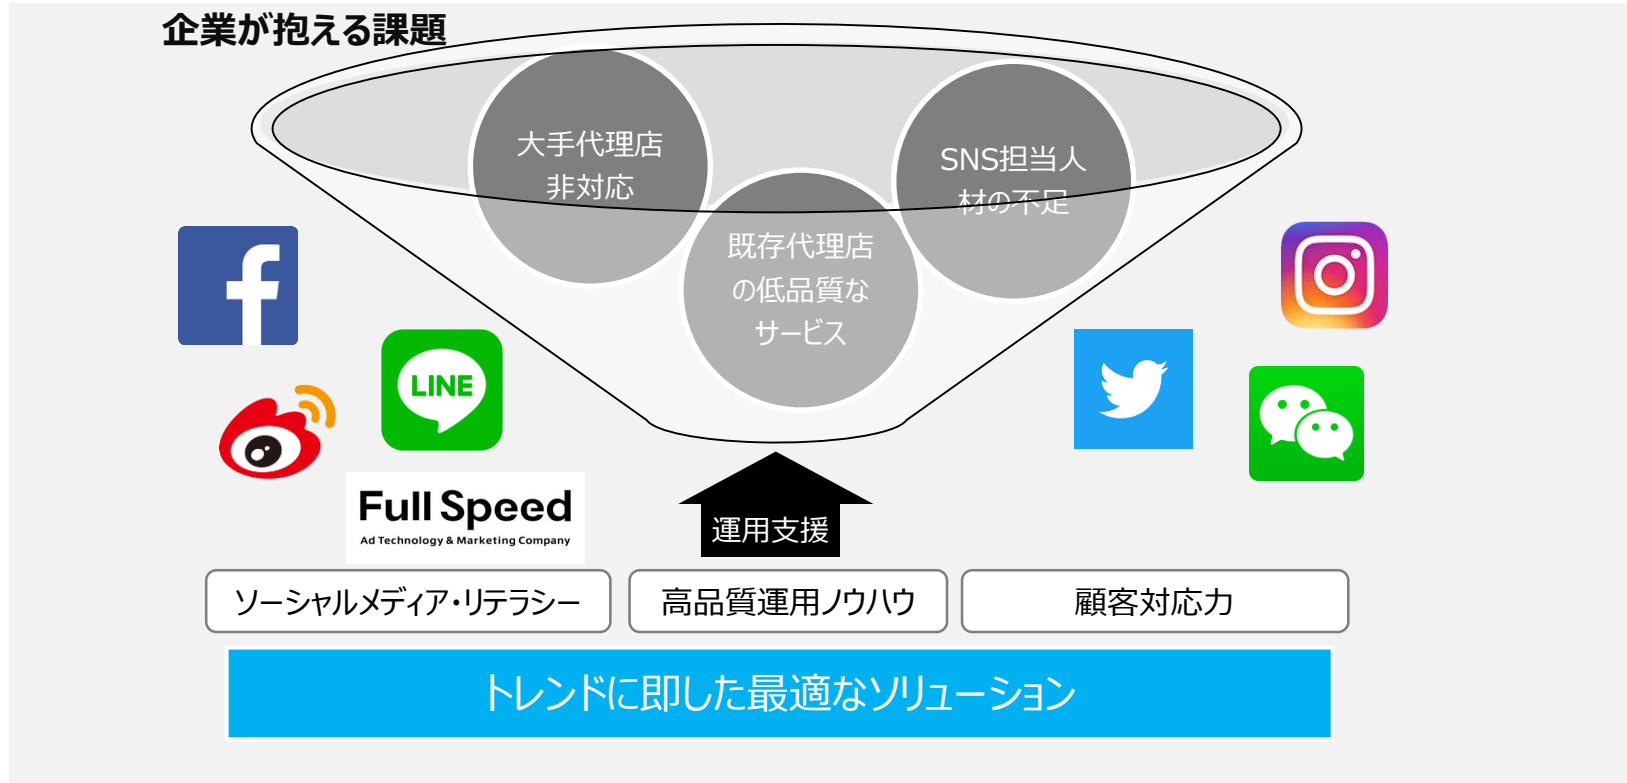 企業が抱える課題
大手代理店
非対応
SNS担当人
材の不足
既存代理店
の低品質な
サービス
LINE
Full Speed
Ad Technology & Marketing Company
運用支援
ソーシャルメディア・リテラシー
高品質運用ノウハウ
顧客対応力
トレンドに即した最適なソリューション